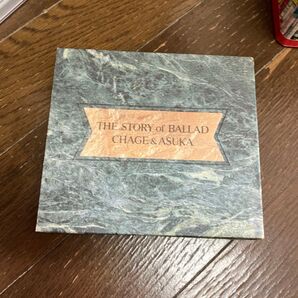 THE STORY of BALLAD
CHAGE & ASUKA